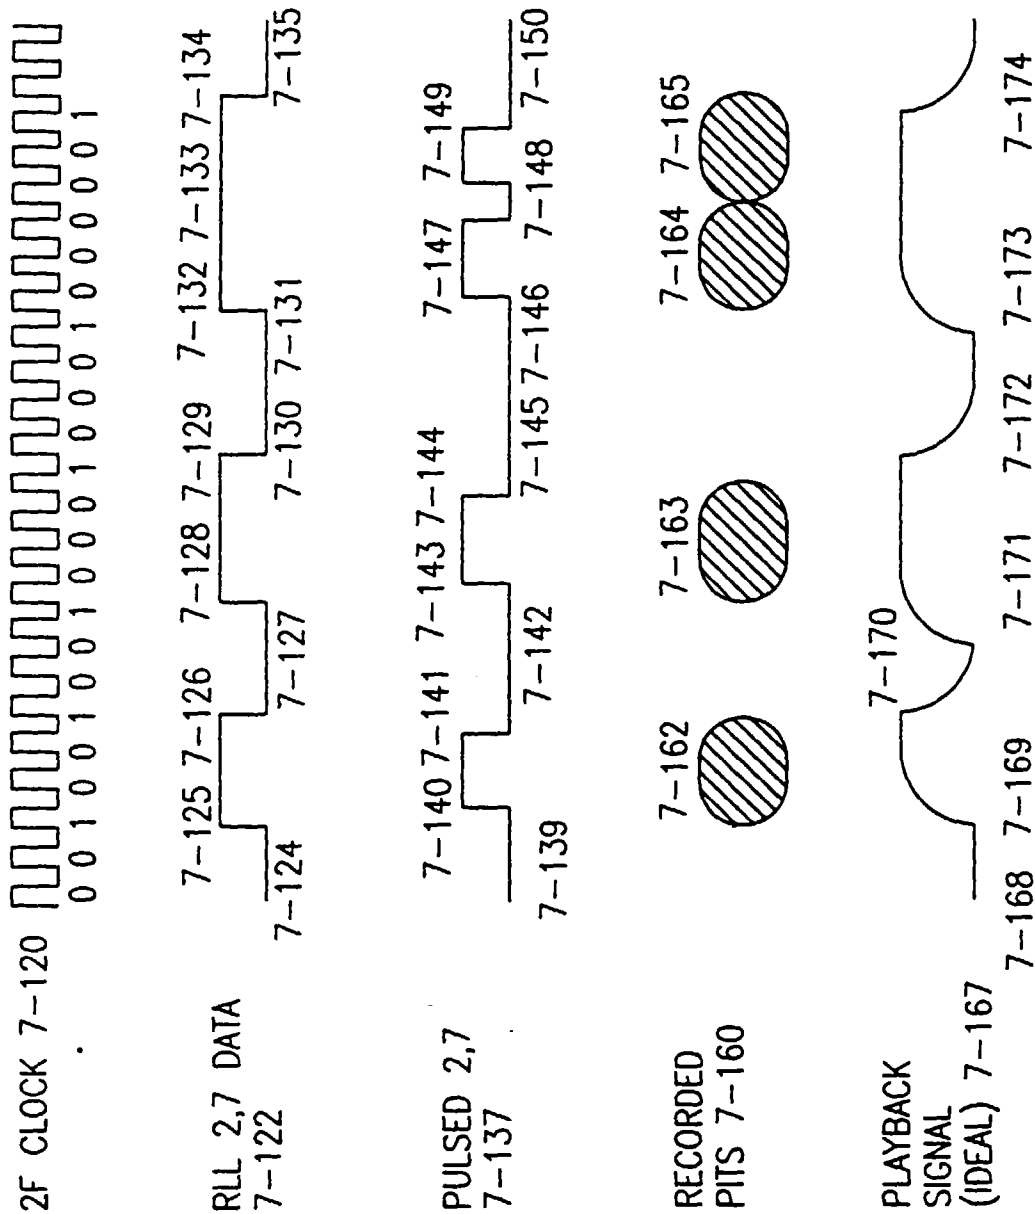 2F CLOCK 7-120
0 0 1 0 0 1 0 0 1 0 0 0 1 0 0 0 1 0 0 0 0 0 1
RLL 2,7 DATA
7-122
7-125 7-126 7-128 7-129 7-132 7-133 7-134
7-124 7-127 7-130 7-131 7-135
PULSED 2,7
7-137
7-140 7-141 7-143 7-144 7-147 7-149
7-139 7-142 7-145 7-146 7-148 7-150
RECORDED
PITS 7-160
7-162 7-163 7-164 7-165
PLAYBACK
SIGNAL
(IDEAL) 7-167
7-170
7-168 7-169 7-171 7-172 7-173 7-174